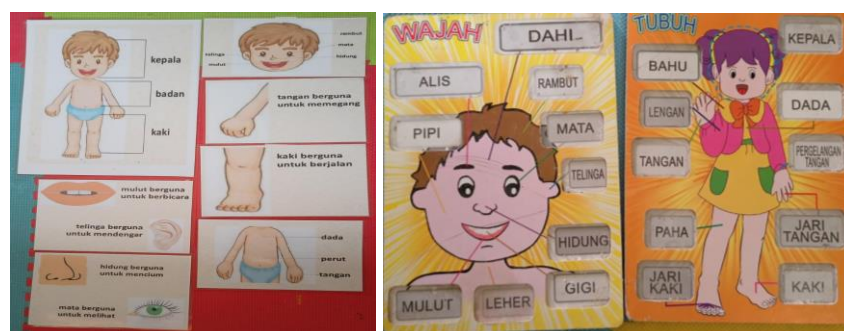 kepala
badan
kaki
rambut
mata
telinga
hidung
mulut
tangan berguna
untuk memegang
kaki berguna
untuk berjalan
mulut berguna
untuk berbicara
telinga berguna
untuk mendengar
hidung berguna
untuk mencium
mata berguna
untuk melihat
dada
perut
tangan
WAJAH
DAHI
ALIS
RAMBUT
PIPI
MATA
TELINGA
HIDUNG
MULUT
LEHER
GIGI
TUBUH
KEPALA
BAHU
LENGAN
DADA
TANGAN
PERGELANGAN
TANGAN
PAHA
JARI
TANGAN
JARI
KAKI
KAKI